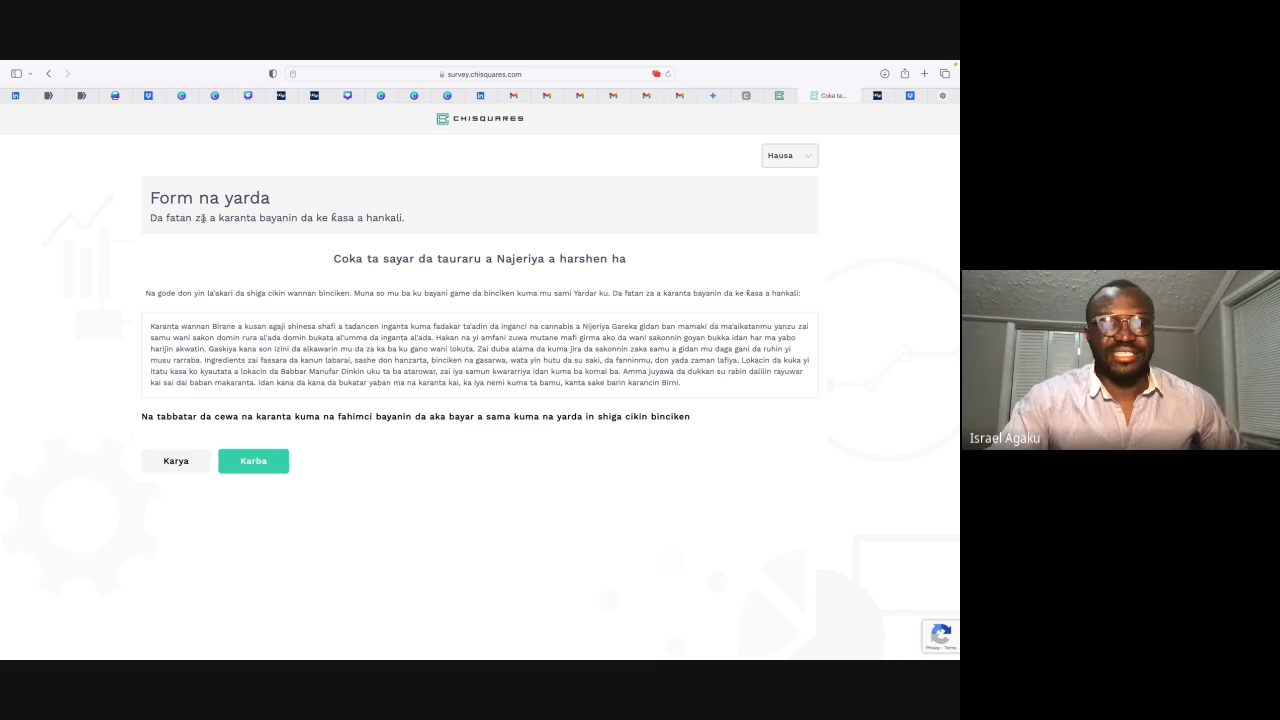 survey.chisquares.com
Coka ta...
CHISQUARES
Hausa
Form na yarda
Da fatan za a karanta bayanin da ke ƙasa a hankali.
Coka ta sayar da tauraru a Najeriya a harshen ha
Na gode don yin la'akari da shiga cikin wannan binciken. Muna so mu ba ku bayani game da binciken kuma mu sami Yardar ku. Da fatan za a karanta bayanin da ke ƙasa a hankali:
Karanta wannan Birane a kusan agaji shinesa shafi a tadancen inganta kuma fadakar ta'adin da inganci na cannabis a Nijeriya Gareka gidan ban mamaki da ma'aikatanmu yanzu zai
samu wani sakon domin rura al'ada domin bukata al'umma da inganta al'ada. Hakan na yi amfani zuwa mutane mafi girma ako da wani sakonnin goyan bukka idan har ma yabo
harijin akwatin. Gaskiya kana son izini da alkawarin mu da za ka ba ku gano wani lokuta. Zai duba alama da kuma jira da sakonnin zaka samu a gidan mu daga gani da ruhin yi
musu rarraba. Ingredients zai fassara da kanun labarai, sashe don hanzarta, binciken na gasarwa, wata yin hutu da su saki, da fanninmu, don yada zaman lafiya. Lokacin da kuka yi
itatu kasa ko kyautata a lokacin da Babbar Manufar Dinkin uku ta ba atarowar, zai iya samun kwararriya idan kuma ba komai ba. Amma juyawa da dukkan su rabin dalilin rayuwar
kai sai dai baban makaranta. Idan kana da kana da bukatar yaban ma na karanta kai, ka iya nemi kuma ta bamu, kanta sake barin karancin Birni.
Na tabbatar da cewa na karanta kuma na fahimci bayanin da aka bayar a sama kuma na yarda in shiga cikin binciken
Karya
Karba
Israel Agaku
Privacy - Terms